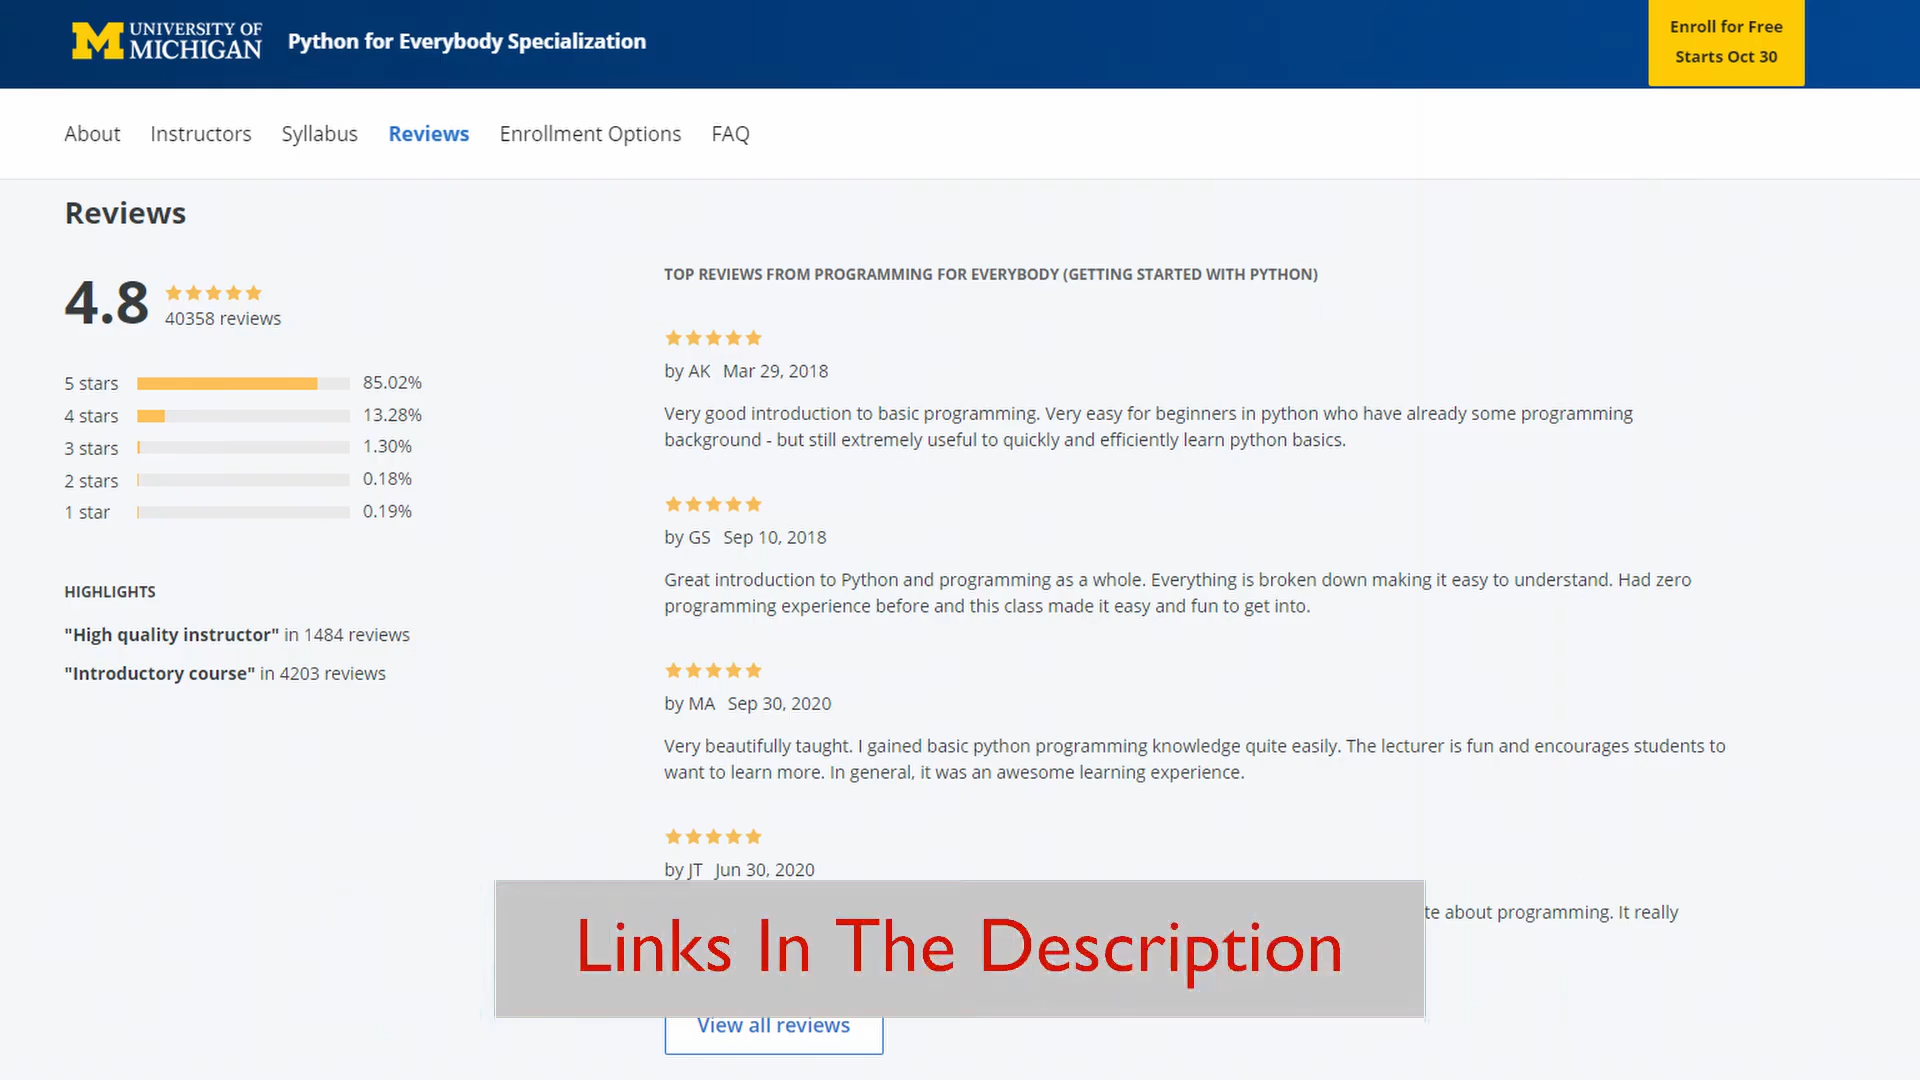 UNIVERSITY OF
MICHIGAN
Python for Everybody Specialization
Enroll for Free
Starts Oct 30
About Instructors Syllabus Reviews Enrollment Options FAQ
Reviews
4.8
40358 reviews
5 stars 85.02%
4 stars 13.28%
3 stars 1.30%
2 stars 0.18%
1 star 0.19%
HIGHLIGHTS
"High quality instructor" in 1484 reviews
"Introductory course" in 4203 reviews
TOP REVIEWS FROM PROGRAMMING FOR EVERYBODY (GETTING STARTED WITH PYTHON)
by AK Mar 29, 2018
Very good introduction to basic programming. Very easy for beginners in python who have already some programming
background - but still extremely useful to quickly and efficiently learn python basics.
by GS Sep 10, 2018
Great introduction to Python and programming as a whole. Everything is broken down making it easy to understand. Had zero
programming experience before and this class made it easy and fun to get into.
by MA Sep 30, 2020
Very beautifully taught. I gained basic python programming knowledge quite easily. The lecturer is fun and encourages students to
want to learn more. In general, it was an awesome learning experience.
by JT Jun 30, 2020
about programming. It really
Links In The Description
View all reviews